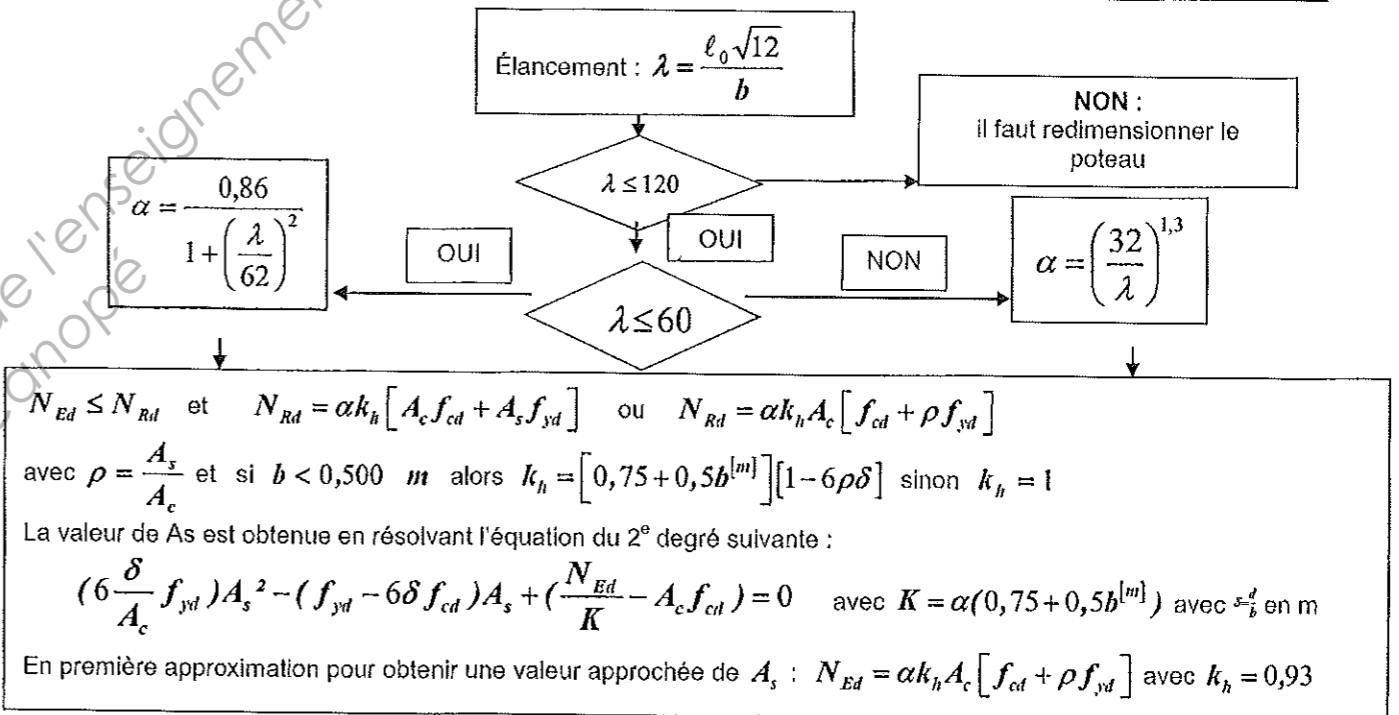 de l'enseignemen
canopé
Élancement : λ = ℓ₀√12 / b
NON :
il faut redimensionner le
poteau
λ ≤ 120
α = 0,86 / (1 + (λ/62)²)
OUI
OUI
NON
α = (32/λ)^1,3
λ ≤ 60
N_Ed ≤ N_Rd et N_Rd = αk_h[A_c f_cd + A_s f_yd] ou N_Rd = αk_h A_c[f_cd + ρf_yd]
avec ρ = A_s/A_c et si b < 0,500 m alors k_h = [0,75 + 0,5b^[m]][1 − 6ρδ] sinon k_h = 1
La valeur de As est obtenue en résolvant l'équation du 2e degré suivante :
(6 δ/A_c f_yd)A_s² − (f_yd − 6δ f_cd)A_s + (N_Ed/K − A_c f_cd) = 0 avec K = α(0,75 + 0,5b^[m]) avec en m
En première approximation pour obtenir une valeur approchée de A_s : N_Ed = αk_h A_c[f_cd + ρf_yd] avec k_h = 0,93